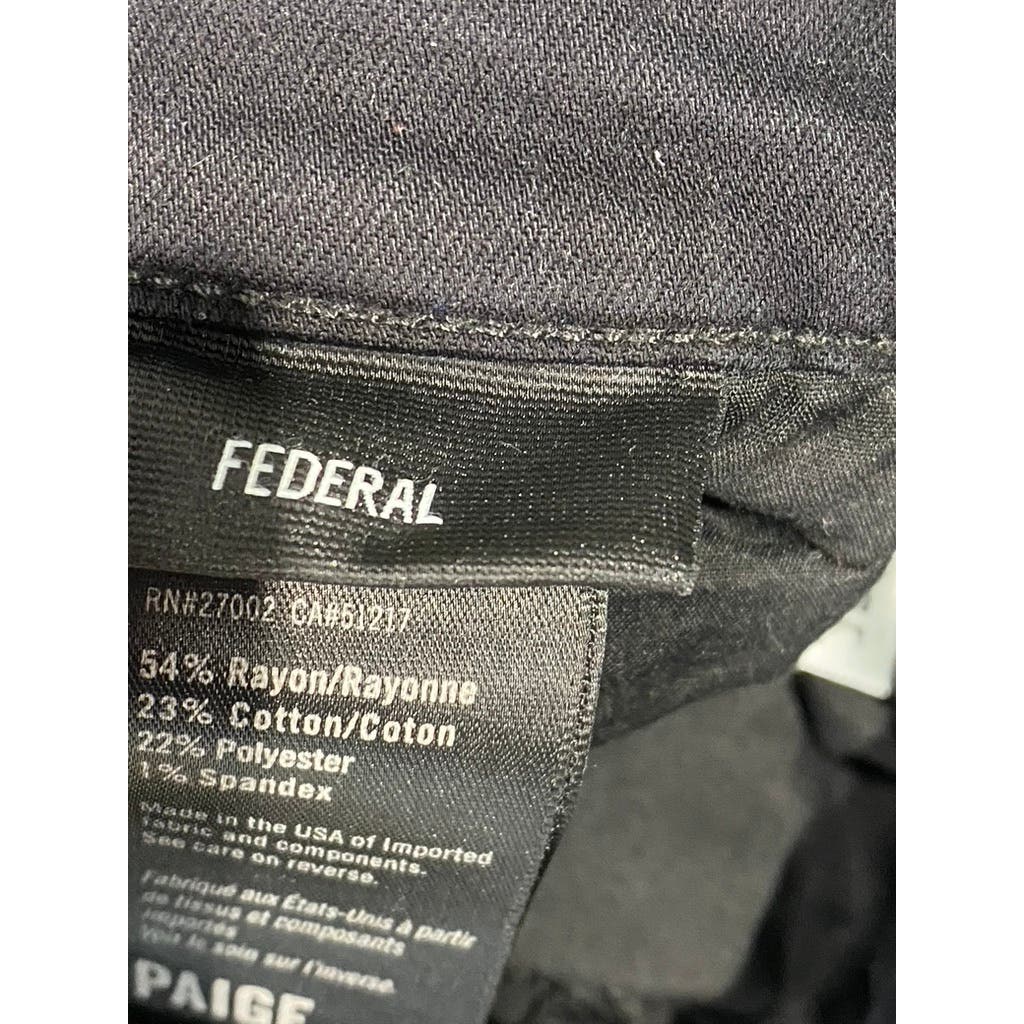 FEDERAL
RN#27002 CA#51217
54% Rayon/Rayonne
23% Cotton/Coton
22% Polyester
1% Spandex
Made in the USA of Imported
fabric and components.
See care on reverse.
Fabriqué aux États-Unis à partir
de tissus et composants
importés
Voir le soin sur l'inverse.
PAIGE